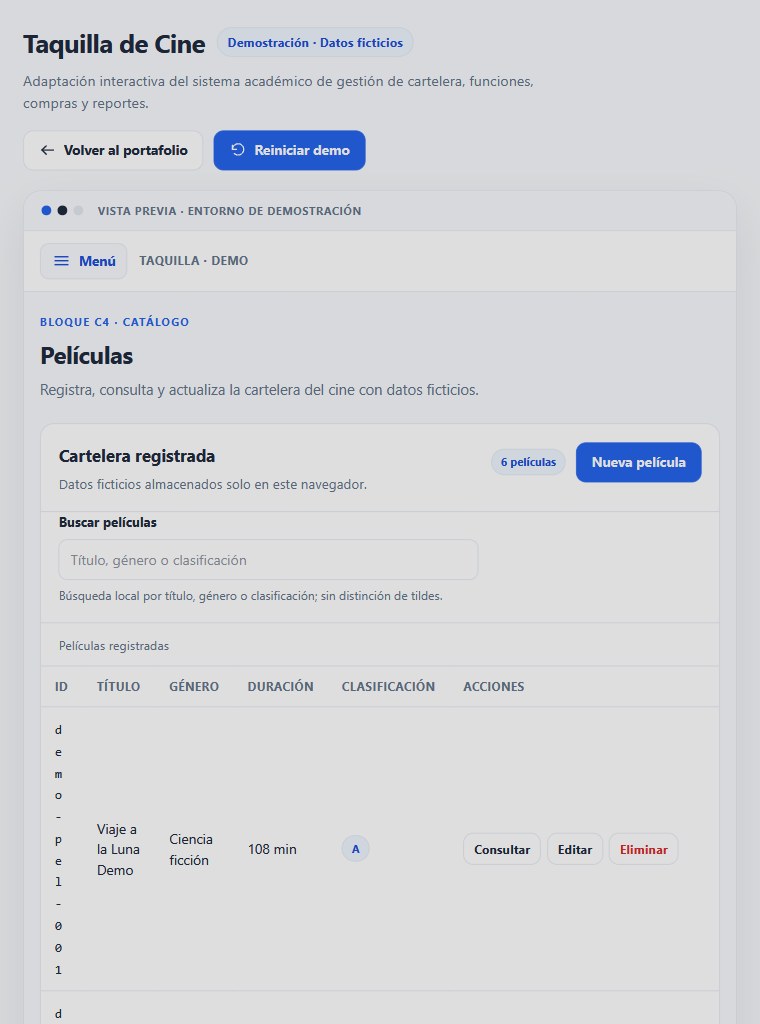 Taquilla de Cine
Demostración · Datos ficticios
Adaptación interactiva del sistema académico de gestión de cartelera, funciones,
compras y reportes.
← Volver al portafolio
Reiniciar demo
VISTA PREVIA · ENTORNO DE DEMOSTRACIÓN
Menú
TAQUILLA · DEMO
BLOQUE C4 · CATÁLOGO
Películas
Registra, consulta y actualiza la cartelera del cine con datos ficticios.
Cartelera registrada
6 películas
Nueva película
Datos ficticios almacenados solo en este navegador.
Buscar películas
Título, género o clasificación
Búsqueda local por título, género o clasificación; sin distinción de tildes.
Películas registradas
ID TÍTULO GÉNERO DURACIÓN CLASIFICACIÓN ACCIONES
d
e
m
o
-
p
e
l
-
0
0
1
Viaje a
la Luna
Demo
Ciencia
ficción
108 min
A
Consultar
Editar
Eliminar
d